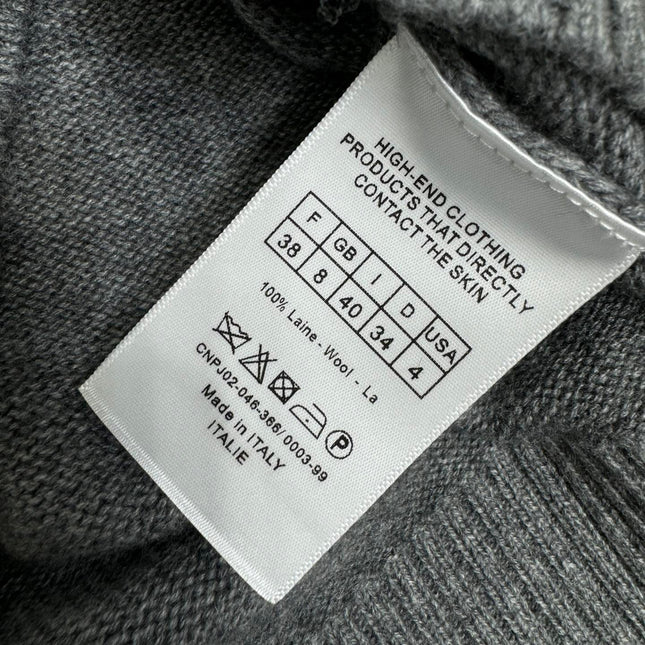 HIGH-END CLOTHING
PRODUCTS THAT DIRECTLY
CONTACT THE SKIN
F GB I D USA
38 8 40 34 4
100% Laine - Wool - La
CNPJ02-046-366/0003-99
Made in ITALY
ITALIE